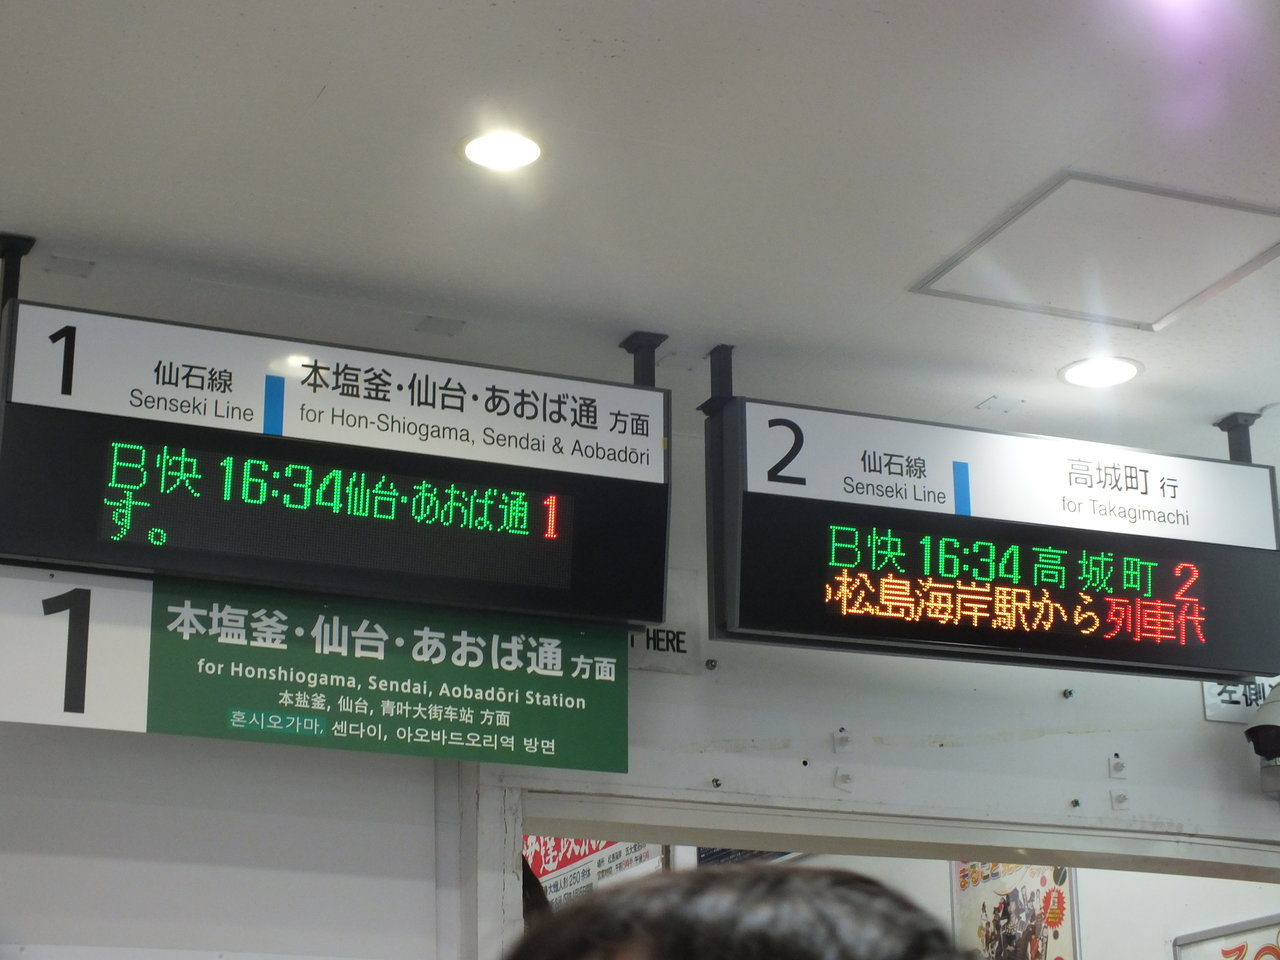 1
仙石線
Senseki Line
本塩釜・仙台・あおば通 方面
for Hon-Shiogama, Sendai & Aobadōri
B快 16:34仙台・あおば通 1
す。
1
本塩釜・仙台・あおば通 方面
for Honshiogama, Sendai, Aobadōri Station
本盐釜, 仙台, 青叶大街车站 方面
혼시오가마, 센다이, 아오바드오리역 방면
HERE
2
仙石線
Senseki Line
高城町 行
for Takagimachi
B快 16:34 高城町 2
松島海岸駅から列車代
左側